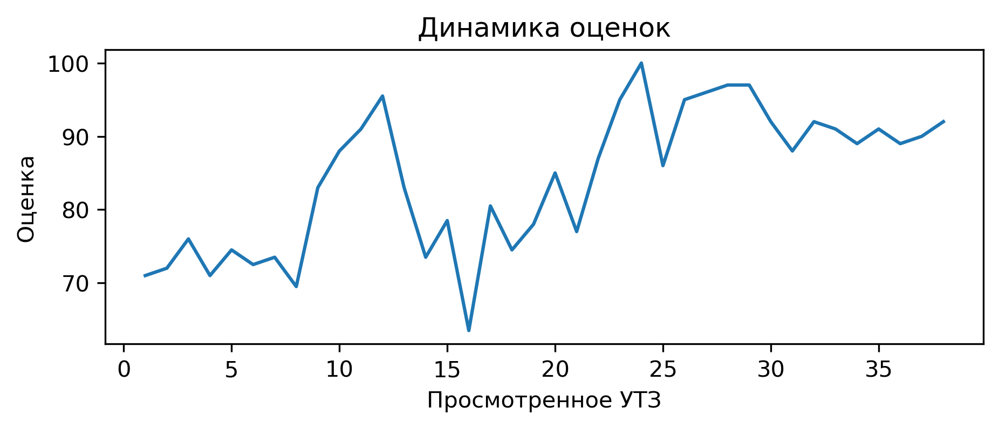 Динамика оценок
100
90
80
70
Оценка
0 5 10 15 20 25 30 35
Просмотренное УТЗ